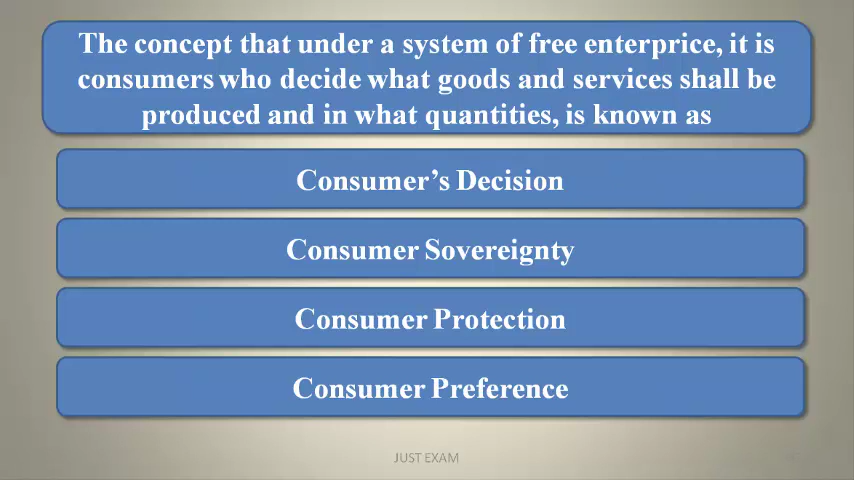 The concept that under a system of free enterprice, it is
consumers who decide what goods and services shall be
produced and in what quantities, is known as
Consumer’s Decision
Consumer Sovereignty
Consumer Protection
Consumer Preference
JUST EXAM